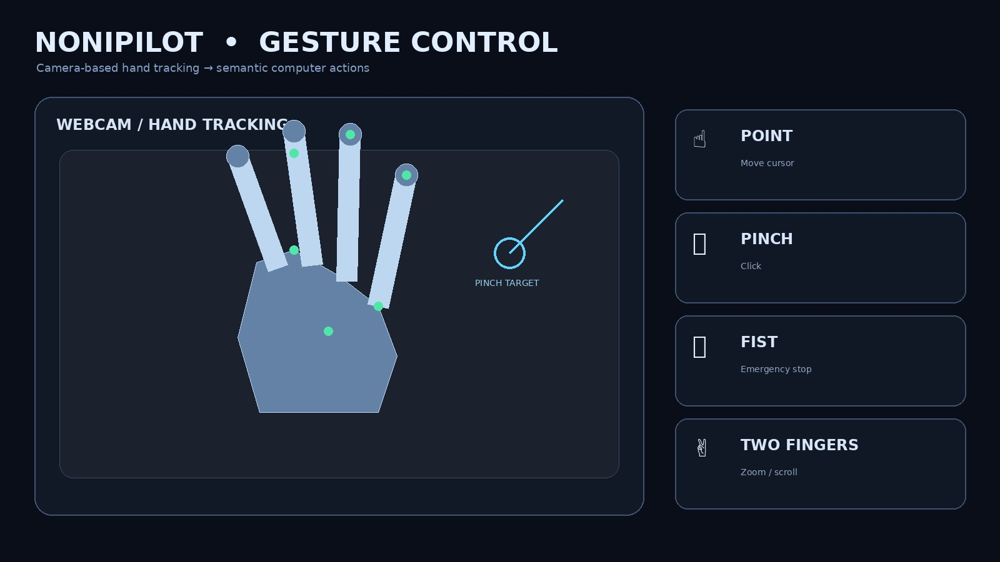 NONIPILOT • GESTURE CONTROL
Camera-based hand tracking → semantic computer actions
WEBCAM / HAND TRACKING
PINCH TARGET
☝ POINT
Move cursor
PINCH
Click
FIST
Emergency stop
✌ TWO FINGERS
Zoom / scroll